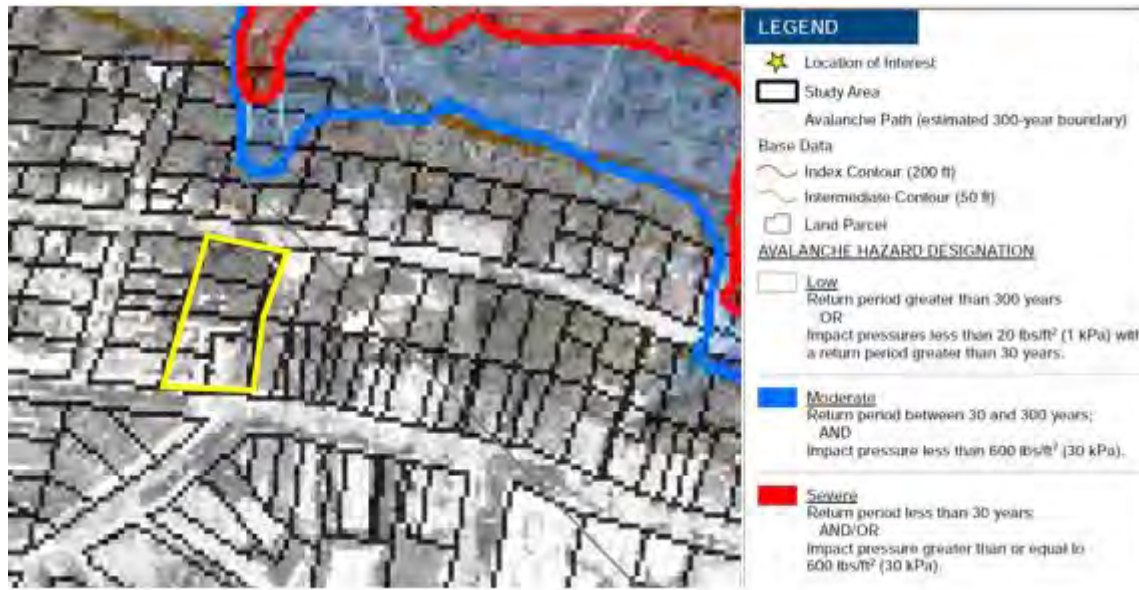 LEGEND
Location of Interest
Study Area
Avalanche Path (estimated 300-year boundary)
Base Data
Index Contour (200 ft)
Intermediate Contour (50 ft)
Land Parcel
AVALANCHE HAZARD DESIGNATION
Low
Return period greater than 300 years
OR
Impact pressures less than 20 lbs/ft² (1 kPa) with
a return period greater than 30 years.
Moderate
Return period between 30 and 300 years;
AND
Impact pressure less than 600 lbs/ft² (30 kPa).
Severe
Return period less than 30 years;
AND/OR
Impact pressure greater than or equal to
600 lbs/ft² (30 kPa).